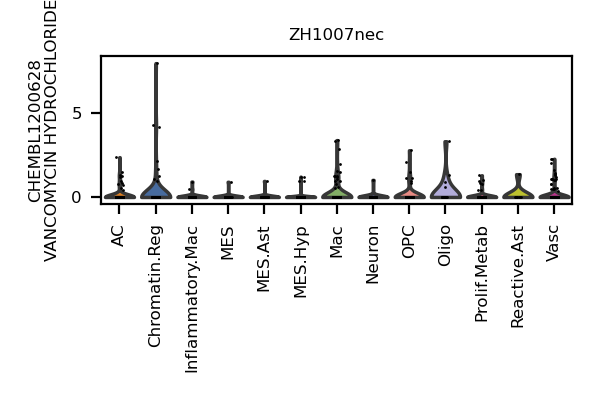 ZH1007nec
CHEMBL1200628
VANCOMYCIN HYDROCHLORIDE
5
0
AC
Chromatin.Reg
Inflammatory.Mac
MES
MES.Ast
MES.Hyp
Mac
Neuron
OPC
Oligo
Prolif.Metab
Reactive.Ast
Vasc